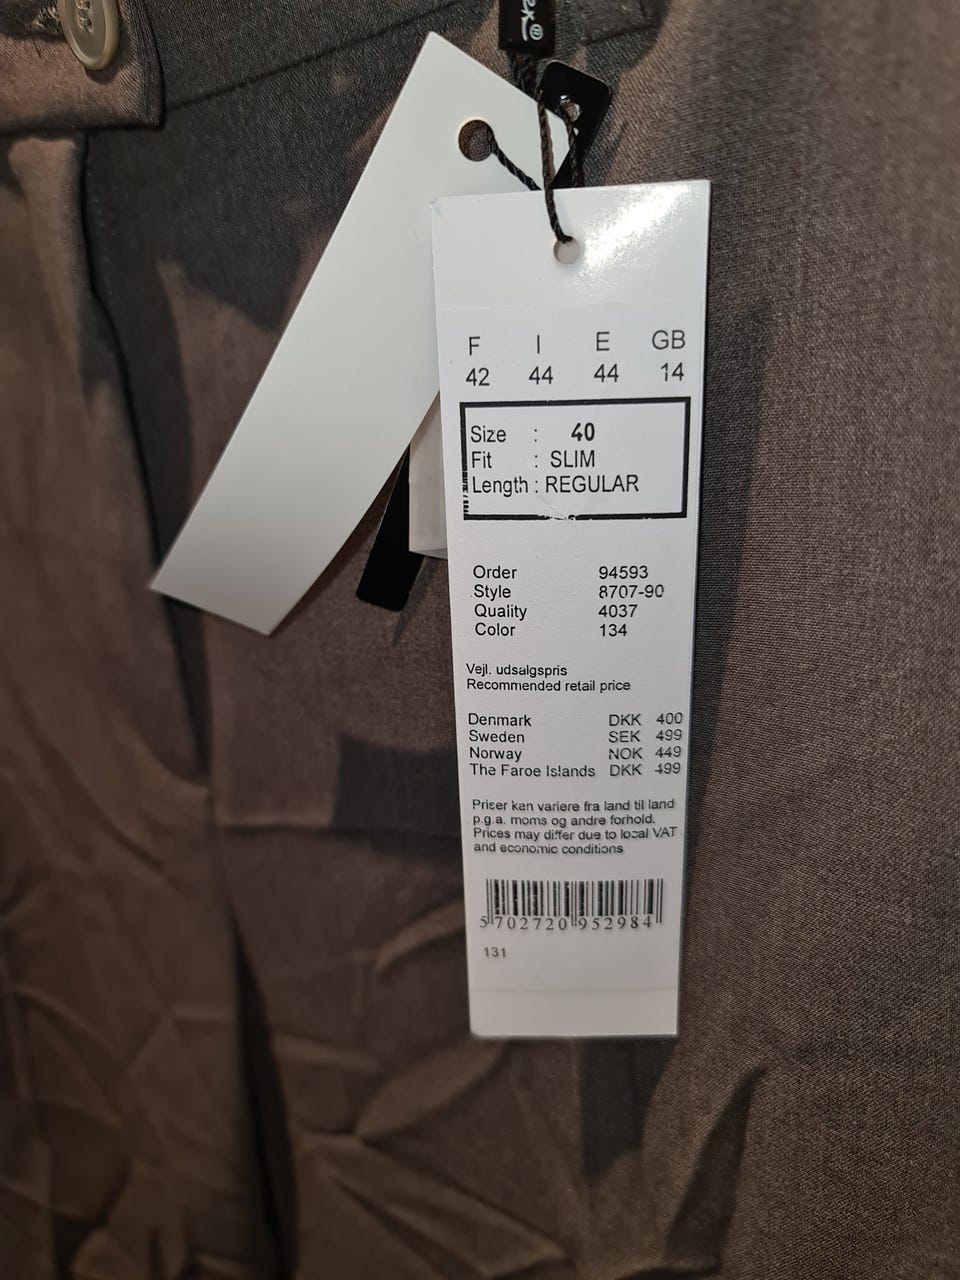 F I E GB
42 44 44 14
Size : 40
Fit : SLIM
Length : REGULAR
Order 94593
Style 8707-90
Quality 4037
Color 134
Vejl. udsalgspris
Recommended retail price
Denmark DKK 400
Sweden SEK 499
Norway NOK 449
The Faroe Islands DKK 499
Priser kan variere fra land til land
p.g.a. moms og andre forhold.
Prices may differ due to local VAT
and economic conditions
5 702720 952984
131